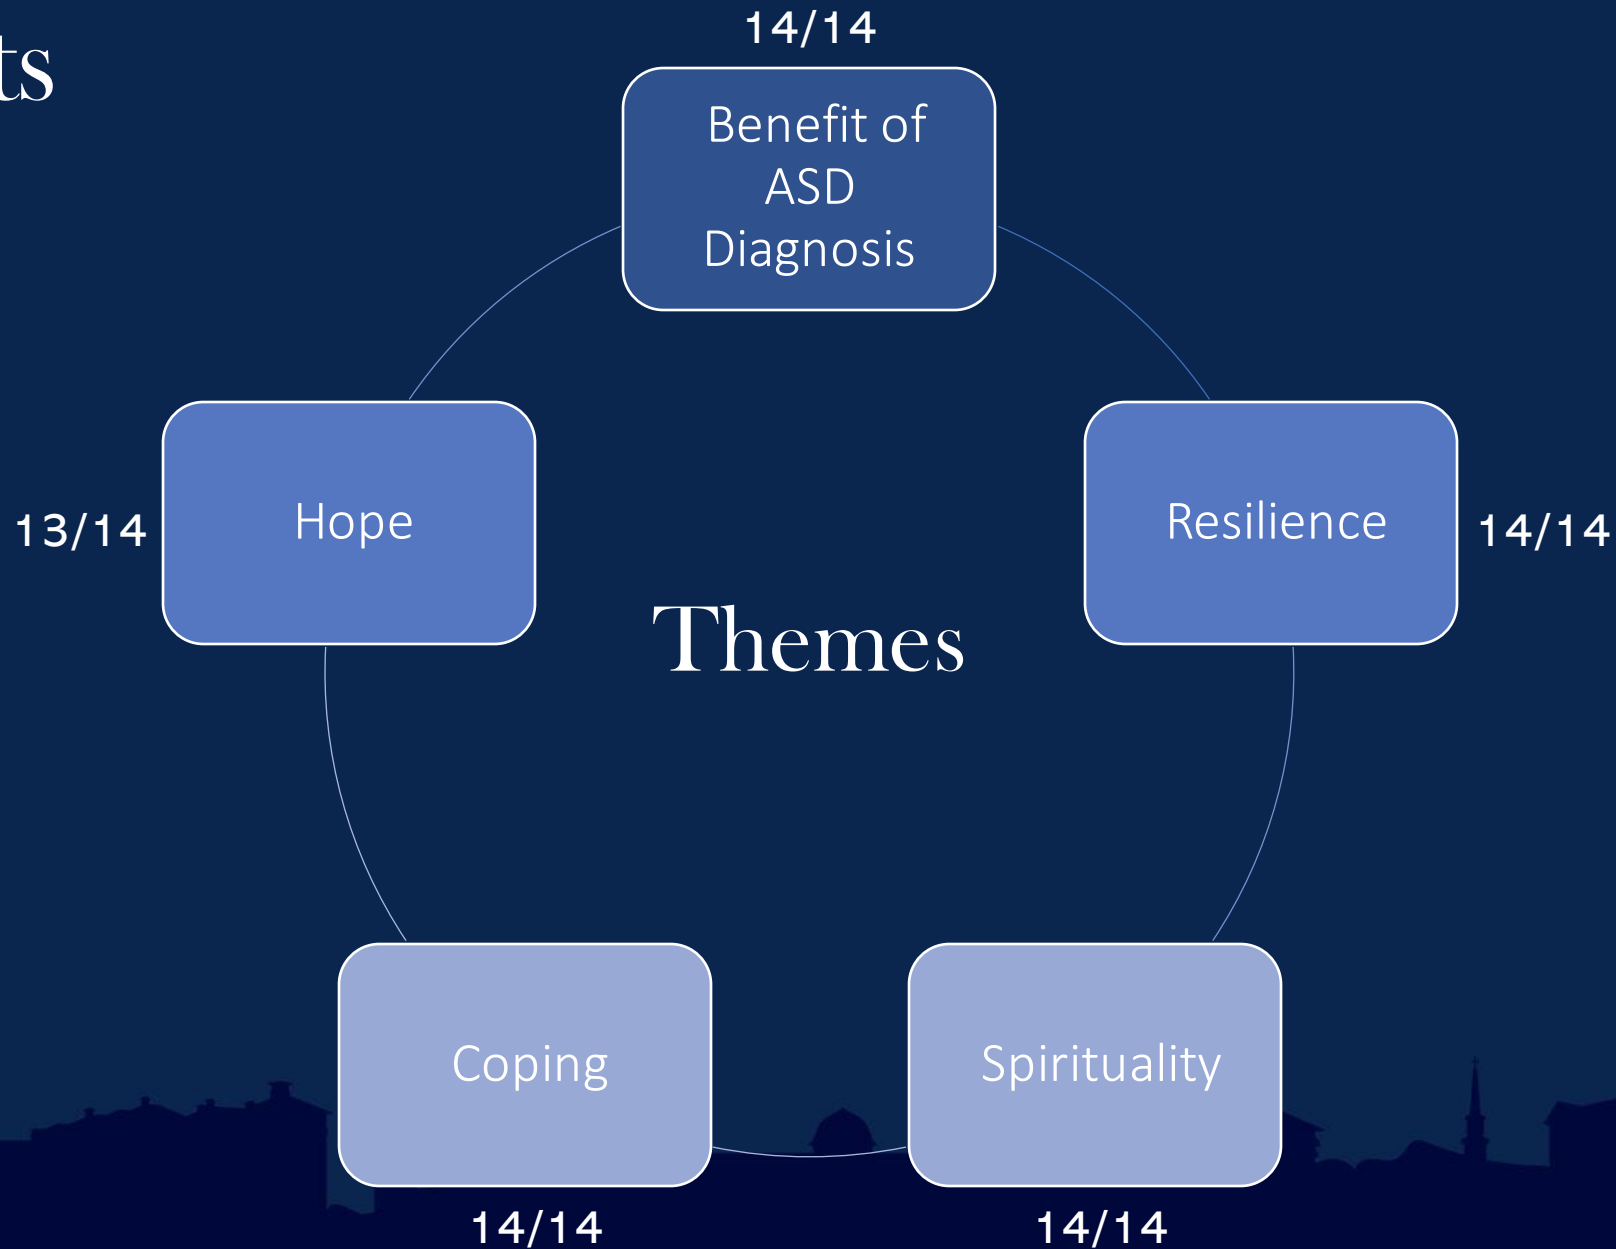 ts
14/14
Benefit of
ASD
Diagnosis
Hope
13/14
Resilience
14/14
Themes
Coping
14/14
Spirituality
14/14